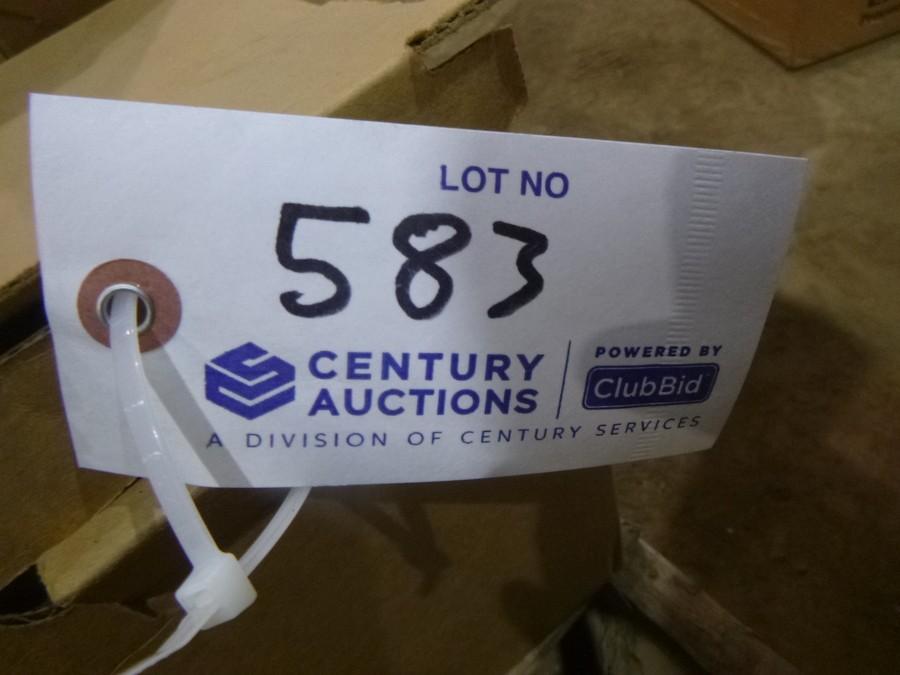 LOT NO
583
CENTURY
AUCTIONS
POWERED BY
ClubBid
A DIVISION OF CENTURY SERVICES